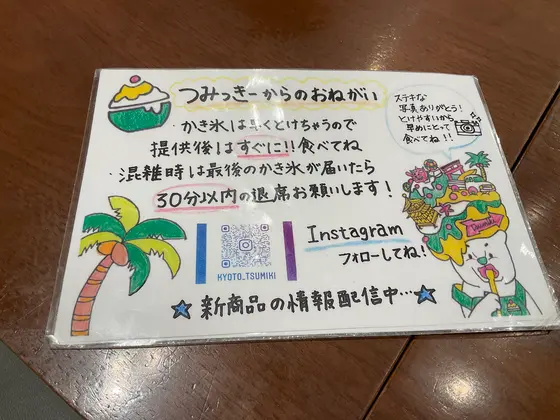 つみっきーからのおねがい
・かき氷は早くとけちゃうので
提供後はすぐに!!食べてね
・混雑時は最後のかき氷が届いたら
30分以内の退席お願いします!
ステキな
写真ありがとう!
とけやすいから
早めにとって
食べてね!!
Tsumiki
KYOTO_TSUMIKI
Instagram
フォローしてね!
★新商品の情報配信中…★